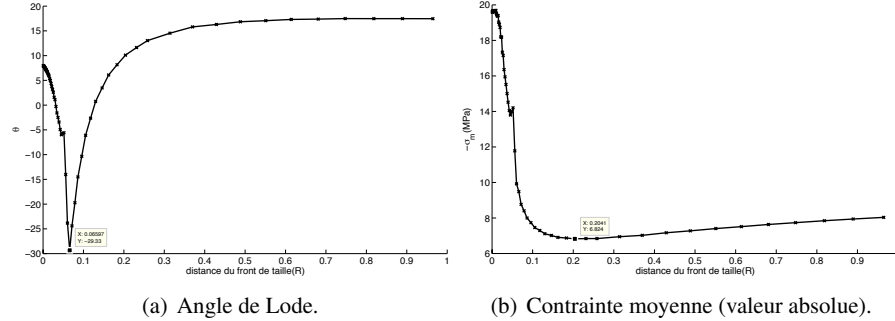 20
15
10
5
0
−5
−10
−15
−20
−25
−30
θ
X: 0.06597
Y: −29.33
0 0.1 0.2 0.3 0.4 0.5 0.6 0.7 0.8 0.9 1
distance du front de taille(R)
(a) Angle de Lode.
20
18
16
14
12
10
8
6
−σm(MPa)
X: 0.2041
Y: 6.824
0 0.1 0.2 0.3 0.4 0.5 0.6 0.7 0.8 0.9
distance du front de taille(R)
(b) Contrainte moyenne (valeur absolue).